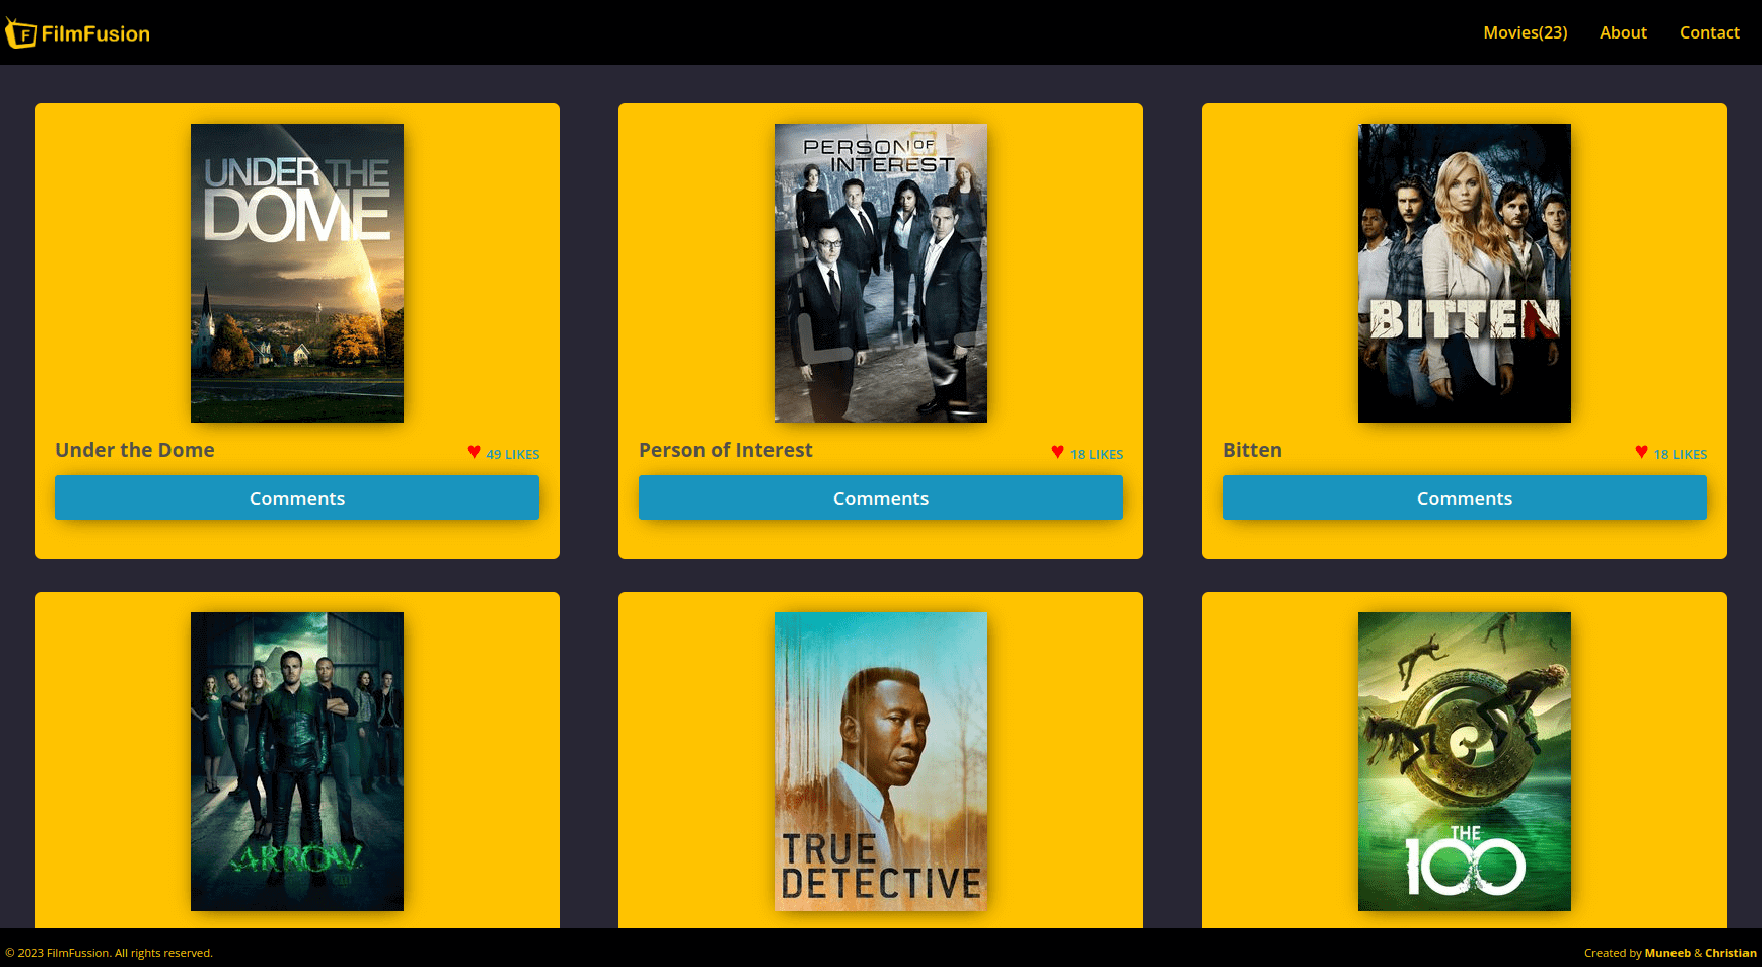 F FilmFusion
Movies(23) About Contact
UNDER THE
DOME
PERSON OF
INTEREST
BITTEN
Under the Dome
♥ 49 LIKES
Person of Interest
♥ 18 LIKES
Bitten
♥ 18 LIKES
Comments
Comments
Comments
ARROW
TRUE
DETECTIVE
THE
100
© 2023 FilmFussion. All rights reserved.
Created by Muneeb & Christian